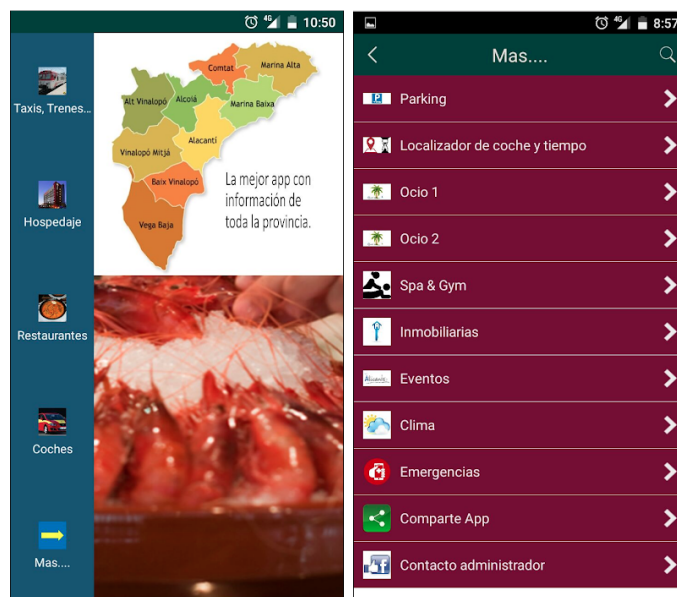 4G 10:50
Taxis, Trenes...
Hospedaje
Restaurantes
Coches
Mas....
Comtat
Marina Alta
Alt Vinalopó
Alcoià
Marina Baixa
Alacantí
Vinalopó Mitjà
Baix Vinalopó
Vega Baja
La mejor app con
información de
toda la provincia.
4G 8:57
Mas....
P Parking
Localizador de coche y tiempo
Ocio 1
Ocio 2
Spa & Gym
Inmobiliarias
Eventos
Clima
Emergencias
Comparte App
Contacto administrador